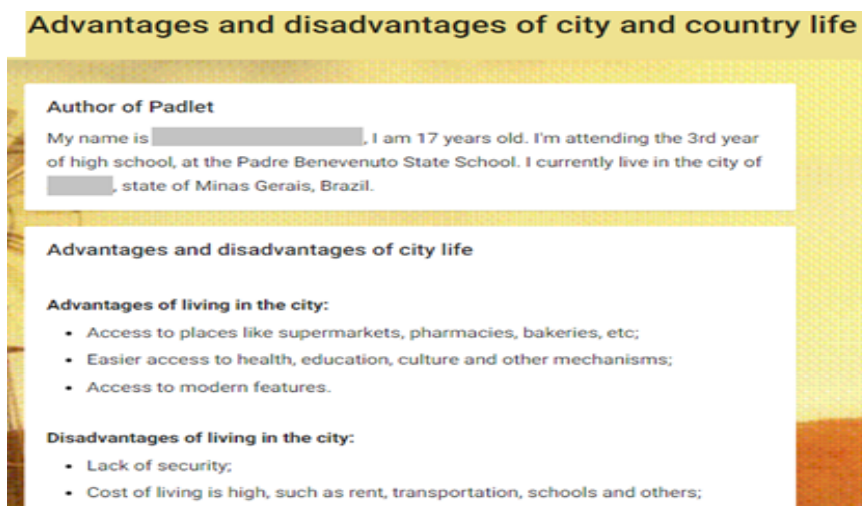 Advantages and disadvantages of city and country life
Author of Padlet
My name is , I am 17 years old. I'm attending the 3rd year
of high school, at the Padre Benevenuto State School. I currently live in the city of
, state of Minas Gerais, Brazil.
Advantages and disadvantages of city life
Advantages of living in the city:
• Access to places like supermarkets, pharmacies, bakeries, etc;
• Easier access to health, education, culture and other mechanisms;
• Access to modern features.
Disadvantages of living in the city:
• Lack of security;
• Cost of living is high, such as rent, transportation, schools and others;